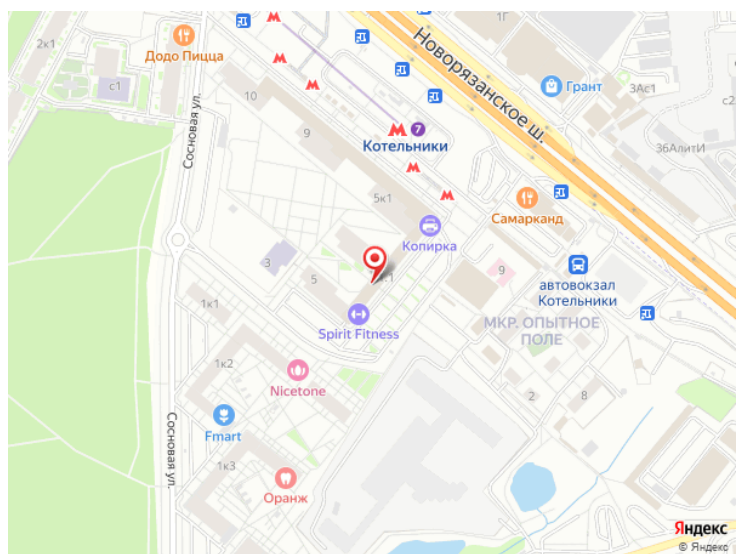 1Г
2к1
Додо Пицца
с1
Сосновая ул.
Новорязанское ш.
Грант
3Ас1
с2
36АлитИ
10
9
7
Котельники
5к1
Самарканд
Копирка
3
5
9
автовокзал
Котельники
1к1
Spirit Fitness
МКР. ОПЫТНОЕ
ПОЛЕ
1к2
Nicetone
2
8
Fmart
Сосновая ул.
1к3
Оранж
Яндекс
© Яндекс